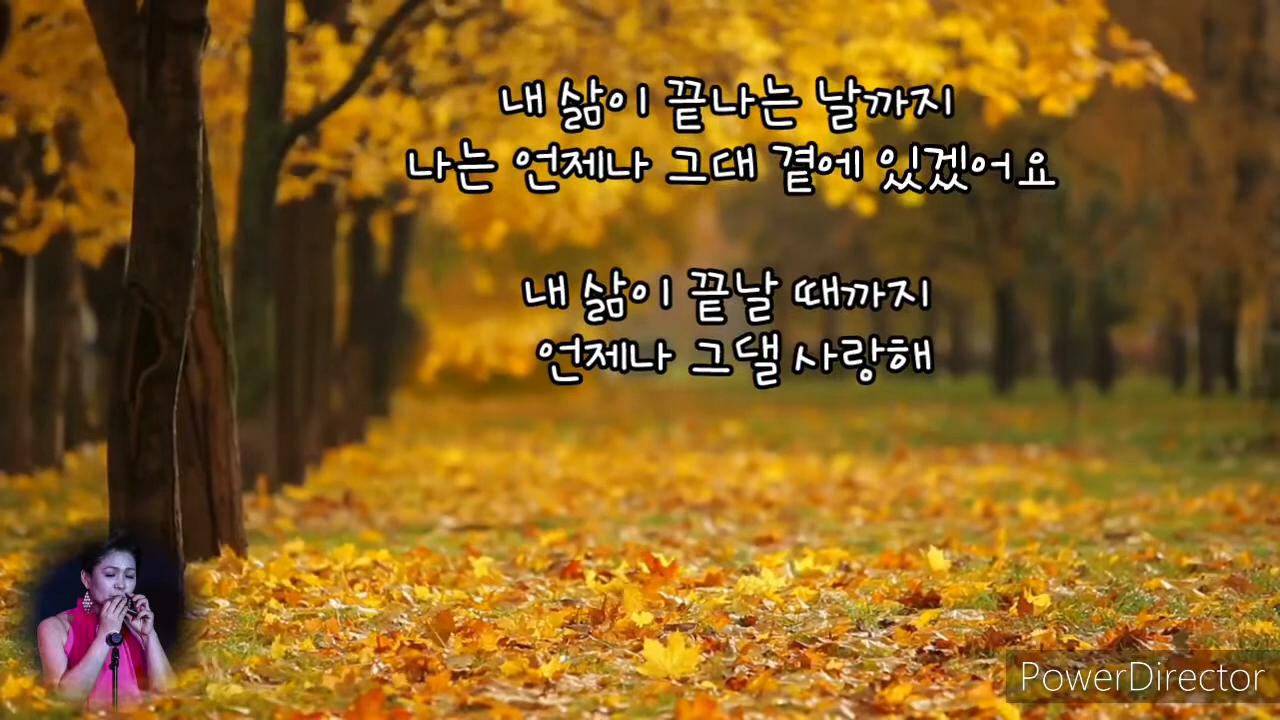 내 삶이 끝나는 날까지
나는 언제나 그대 곁에 있겠어요
내 삶이 끝날 때까지
언제나 그댈 사랑해
PowerDirector